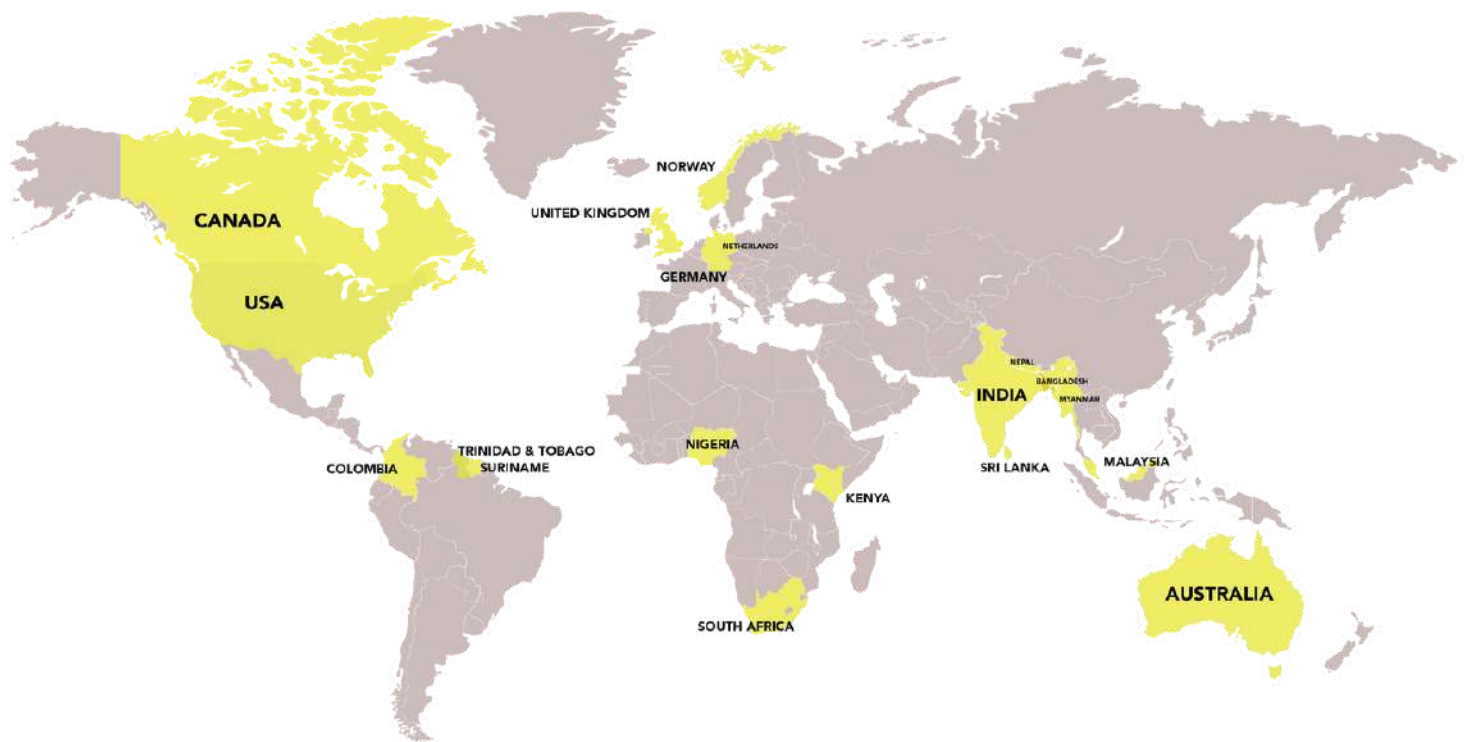 NORWAY
UNITED KINGDOM
CANADA
NETHERLANDS
GERMANY
USA
NEPAL
BANGLADESH
INDIA
MYANMAR
NIGERIA
TRINIDAD & TOBAGO
COLOMBIA
SURINAME
SRI LANKA
MALAYSIA
KENYA
AUSTRALIA
SOUTH AFRICA